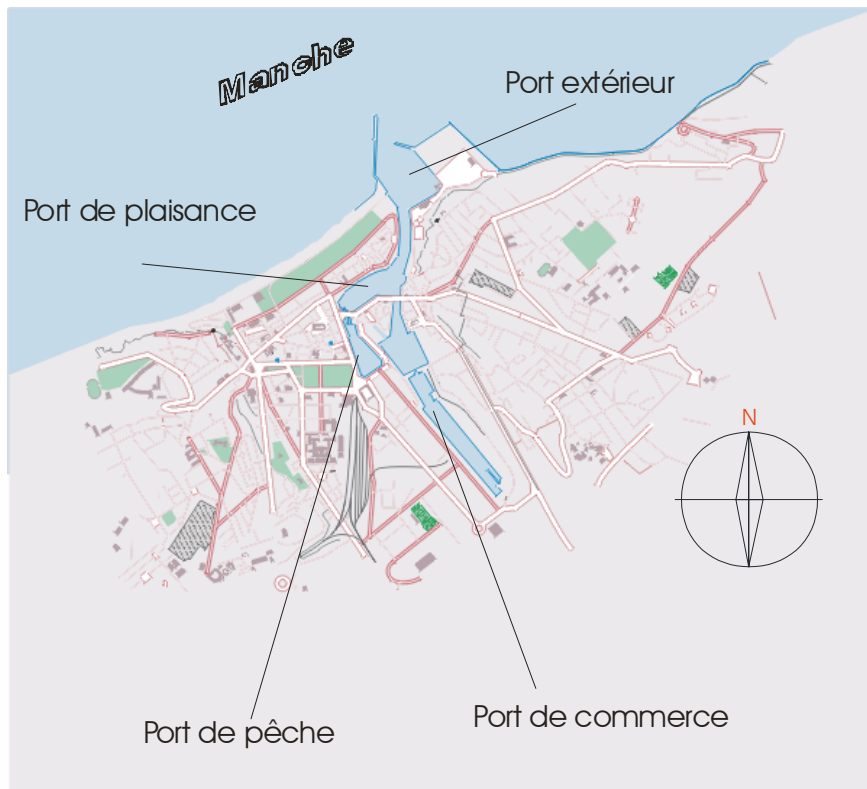 Manche
Port extérieur
Port de plaisance
N
Port de pêche
Port de commerce